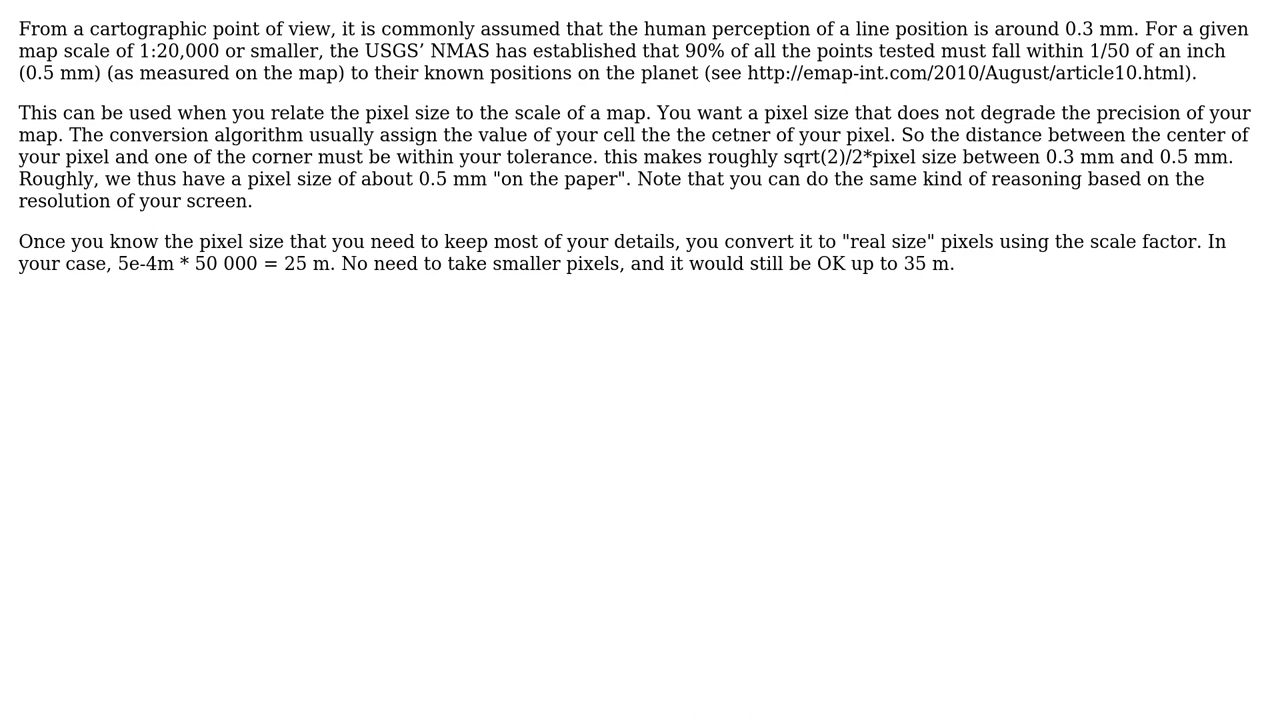 From a cartographic point of view, it is commonly assumed that the human perception of a line position is around 0.3 mm. For a given
map scale of 1:20,000 or smaller, the USGS’ NMAS has established that 90% of all the points tested must fall within 1/50 of an inch
(0.5 mm) (as measured on the map) to their known positions on the planet (see http://emap-int.com/2010/August/article10.html).
This can be used when you relate the pixel size to the scale of a map. You want a pixel size that does not degrade the precision of your
map. The conversion algorithm usually assign the value of your cell the the cetner of your pixel. So the distance between the center of
your pixel and one of the corner must be within your tolerance. this makes roughly sqrt(2)/2*pixel size between 0.3 mm and 0.5 mm.
Roughly, we thus have a pixel size of about 0.5 mm "on the paper". Note that you can do the same kind of reasoning based on the
resolution of your screen.
Once you know the pixel size that you need to keep most of your details, you convert it to "real size" pixels using the scale factor. In
your case, 5e-4m * 50 000 = 25 m. No need to take smaller pixels, and it would still be OK up to 35 m.